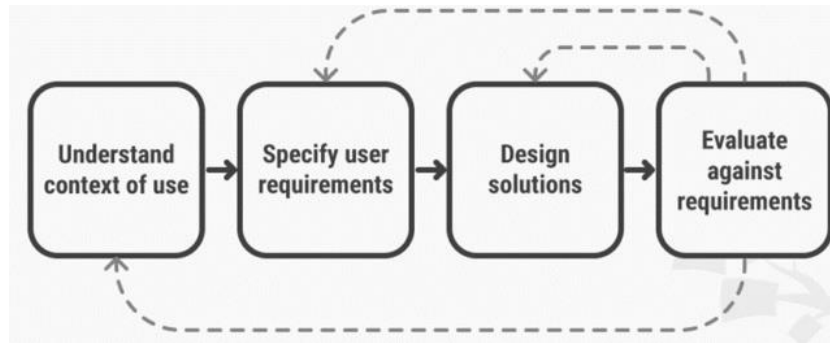 Understand
context of use
Specify user
requirements
Design
solutions
Evaluate
against
requirements